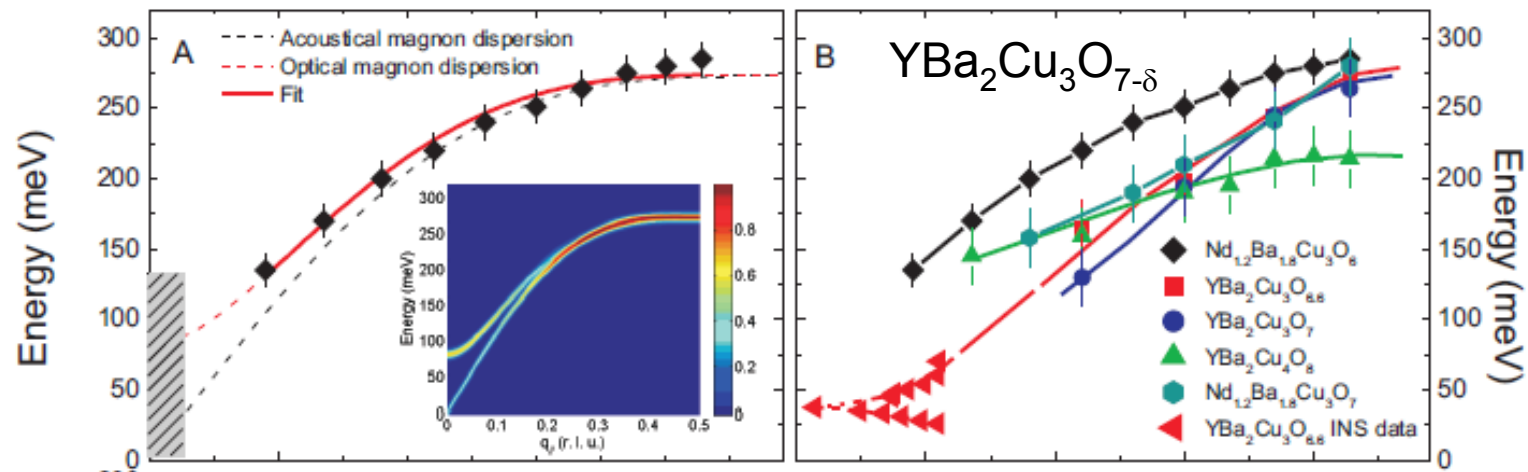 A
Acoustical magnon dispersion
Optical magnon dispersion
Fit
Energy (meV)
300
250
200
150
100
50
0
Energy (meV)
300
250
200
150
100
50
0
0 0.1 0.2 0.3 0.4 0.5
(r. l. u.)
0.8
0.6
0.4
0.2
0
B
YBa₂Cu₃O₇₋δ
Nd₁.₂Ba₁.₈Cu₃O₆
YBa₂Cu₃O₆.₆
YBa₂Cu₃O₇
YBa₂Cu₄O₈
Nd₁.₂Ba₁.₈Cu₃O₇
YBa₂Cu₃O₆.₆ INS data
300
250
200
150
100
50
0
Energy (meV)